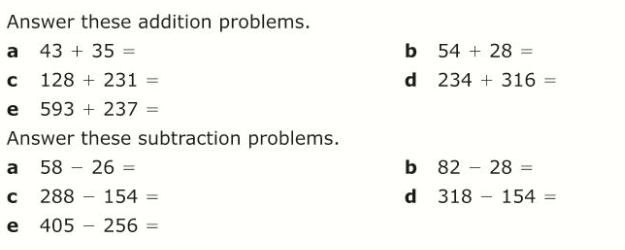 Answer these addition problems.
a 43 + 35 = b 54 + 28 =
c 128 + 231 = d 234 + 316 =
e 593 + 237 =
Answer these subtraction problems.
a 58 − 26 = b 82 − 28 =
c 288 − 154 = d 318 − 154 =
e 405 − 256 =